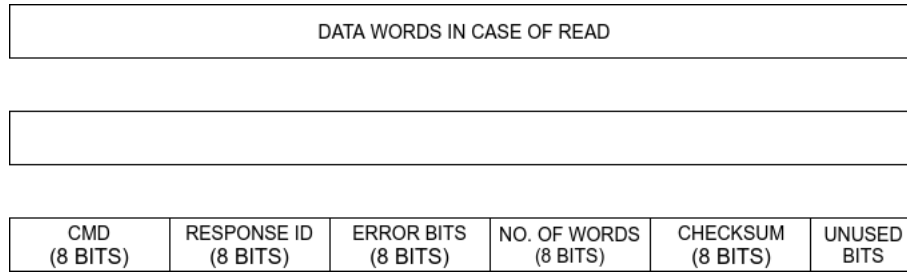 DATA WORDS IN CASE OF READ
CMD
(8 BITS)
RESPONSE ID
(8 BITS)
ERROR BITS
(8 BITS)
NO. OF WORDS
(8 BITS)
CHECKSUM
(8 BITS)
UNUSED
BITS